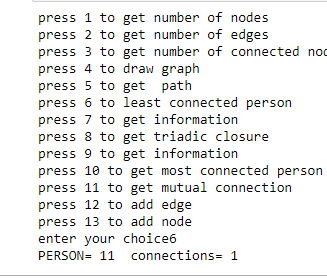 press 1 to get number of nodes
press 2 to get number of edges
press 3 to get number of connected
press 4 to draw graph
press 5 to get  path
press 6 to least connected person
press 7 to get information
press 8 to get triadic closure
press 9 to get information
press 10 to get most connected person
press 11 to get mutual connection
press 12 to add edge
press 13 to add node
enter your choice6
PERSON= 11  connections= 1